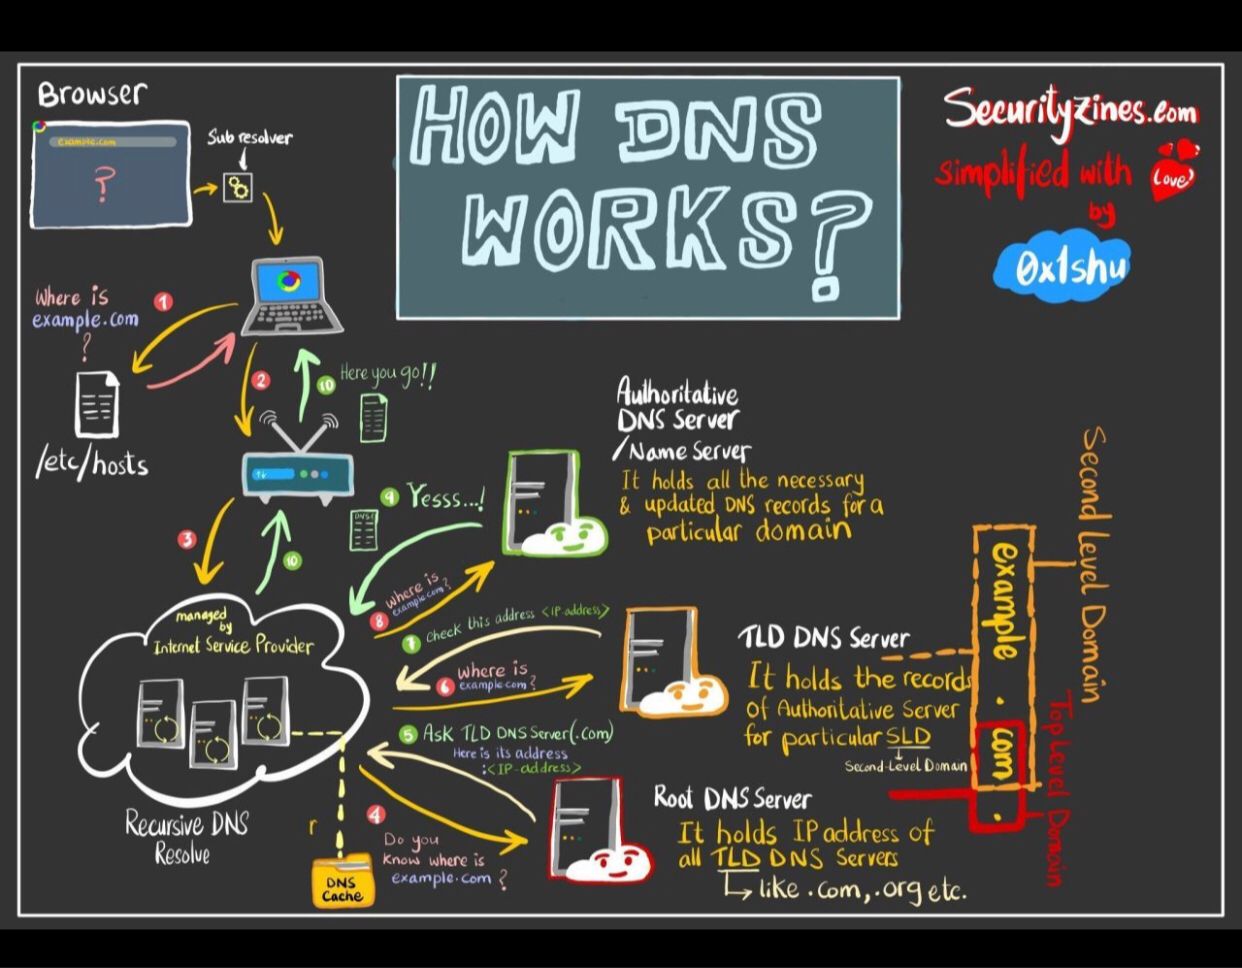 Browser
example.com
?
Sub resolver
HOW DNS
WORKS?
Securityzines.com
simplified with
Love
by
0x1shu
Where is
example.com
?
1
/etc/hosts
2
10
Here you go!!
3
10
managed
by
Internet Service Provider
Recursive DNS
Resolve
r
DNS
Cache
Authoritative
DNS Server
/Name Server
It holds all the necessary
& updated DNS records for a
particular domain
9
Yesss...!
8
Where is
example.com?
7
Check this address <IP-address>
6
Where is
example.com?
TLD DNS Server
It holds the records
of Authoritative Server
for particular SLD
Second-Level Domain
5
Ask TLD DNS Server(.com)
Here is its address
:<IP-address>
4
Do you
know where is
example.com ?
Root DNS Server
It holds IP address of
all TLD DNS Servers
like .com, .org etc.
example
.
com
.
Second Level Domain
Top Level Domain